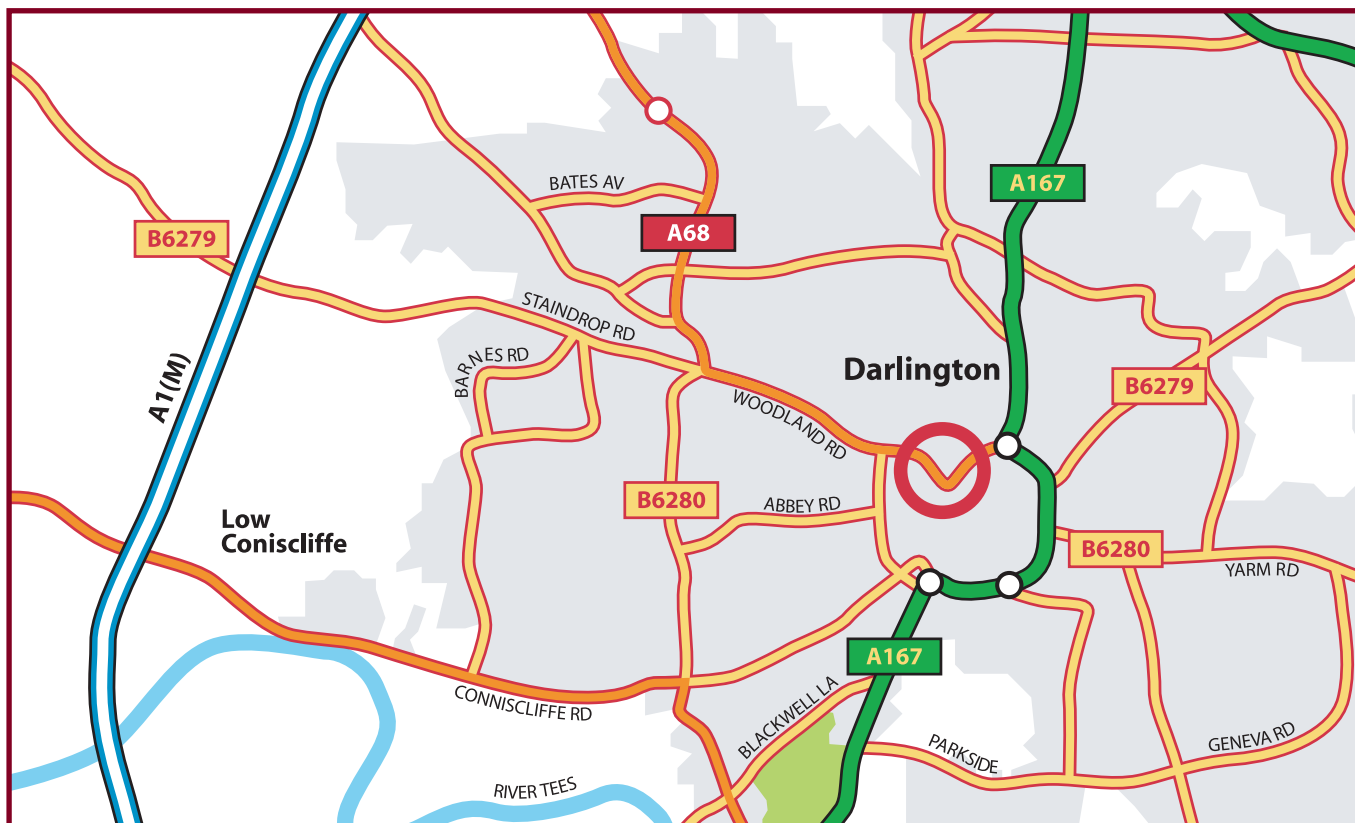 BATES AV
A167
A68
B6279
STAINDROP RD
A1(M)
BARNES RD
Darlington
B6279
WOODLAND RD
B6280
ABBEY RD
Low
Coniscliffe
B6280
YARM RD
A167
CONNISCLIFFE RD
BLACKWELL LA
PARKSIDE
GENEVA RD
RIVER TEES